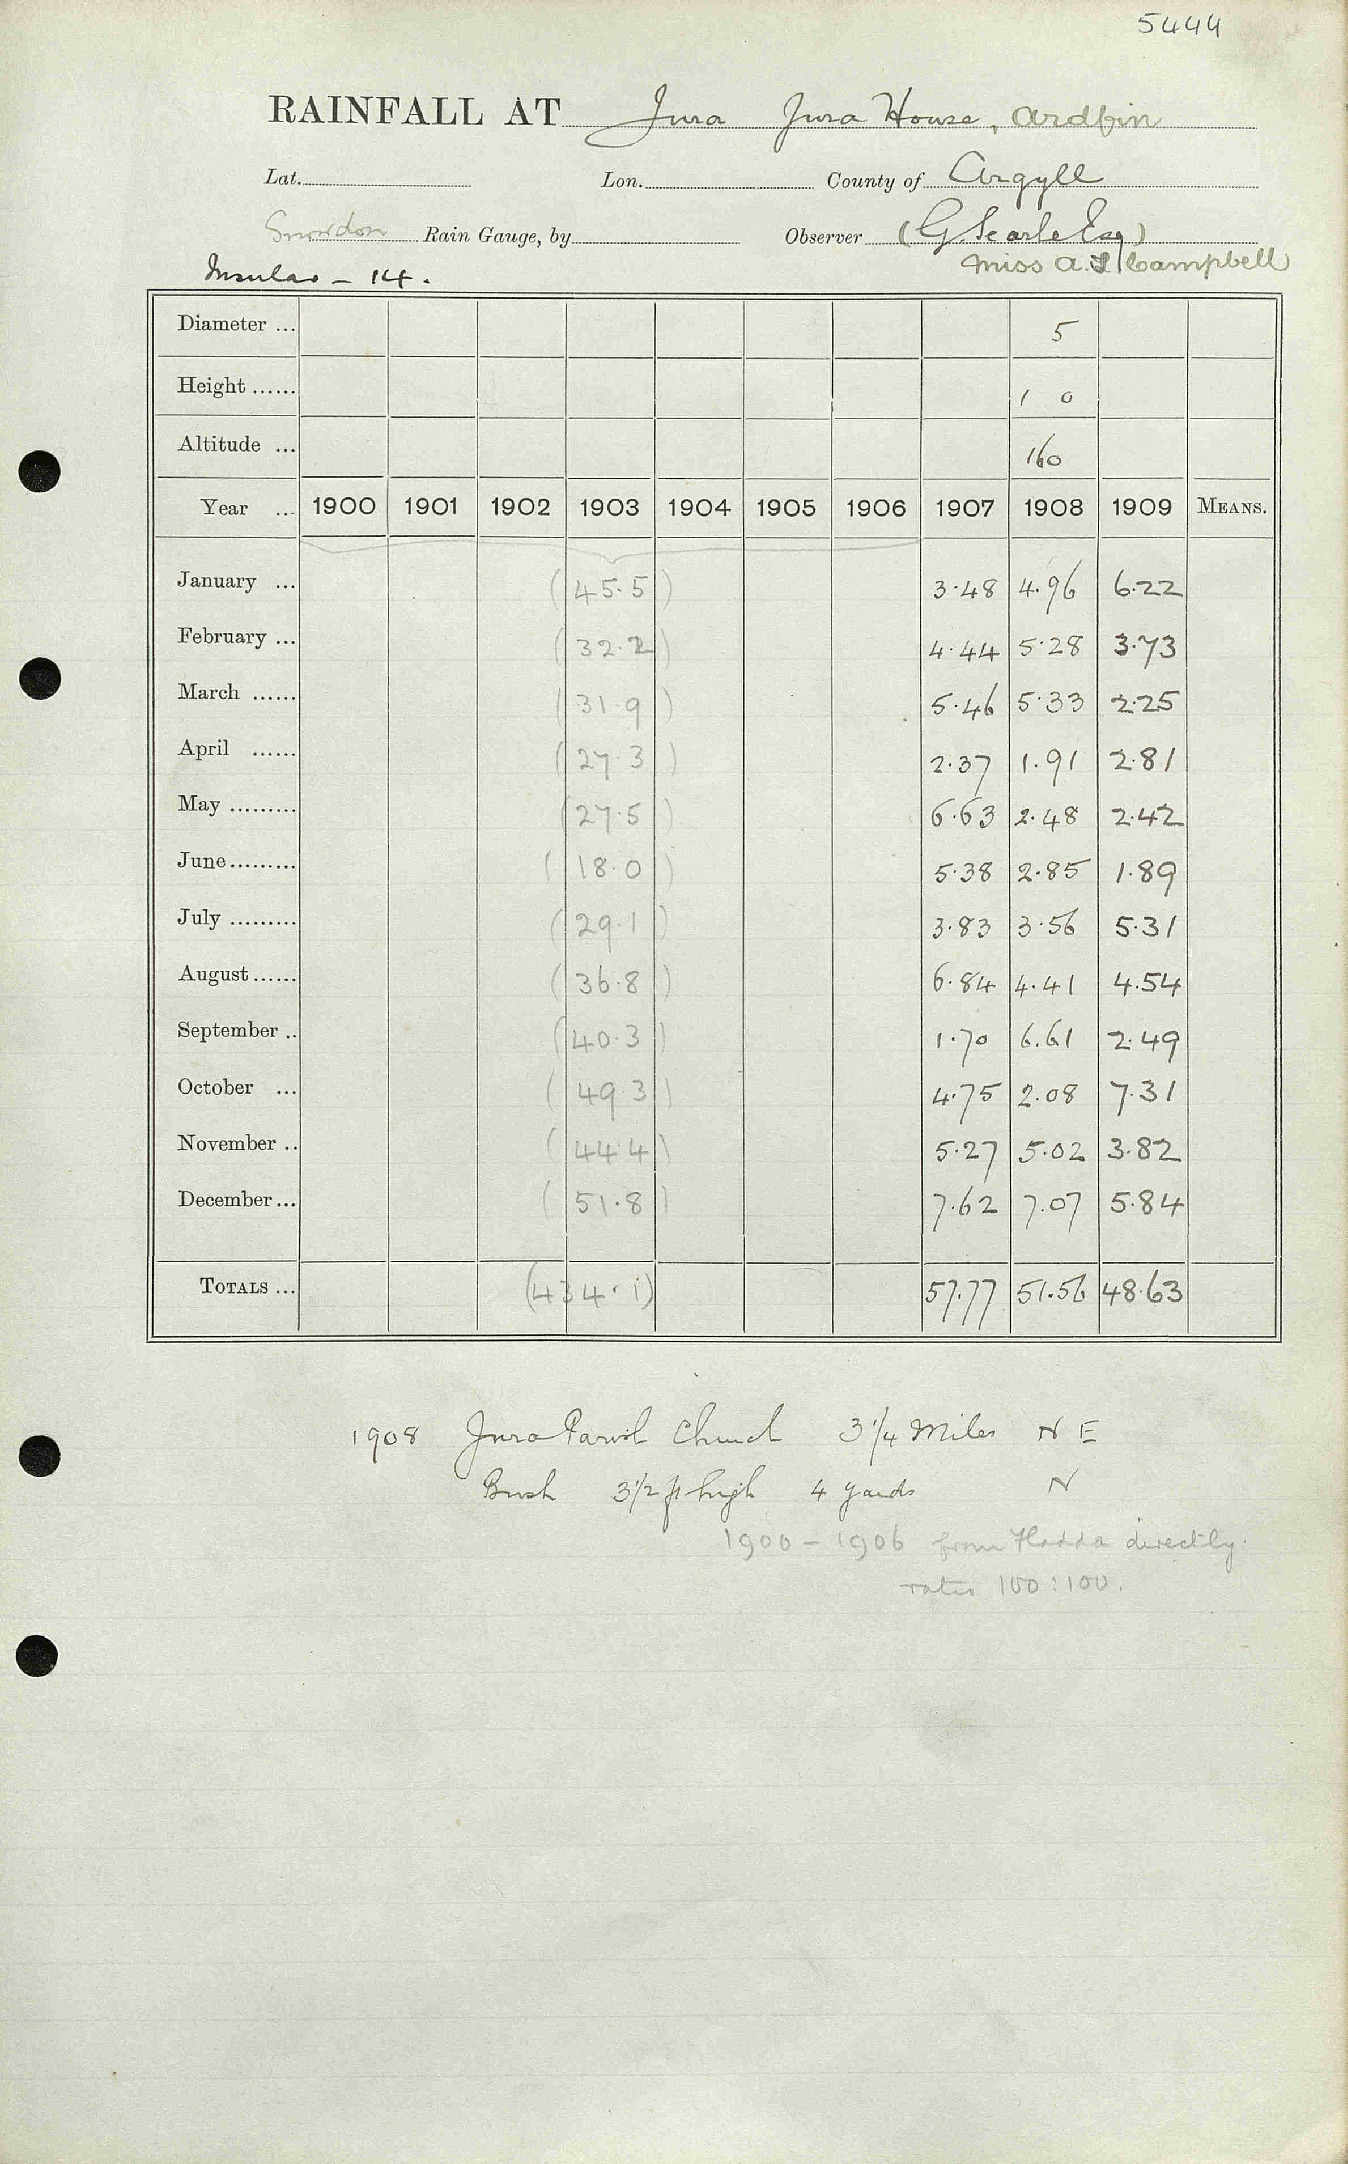 5444
RAINFALL AT Jura Jura House, Ardfin
Lat. Lon. County of Argyll
Snowdon Rain Gauge, by Observer (G. Searle Esq)
Insular - 14. Miss A. I Campbell
Diameter ... 5
Height ...... 1 0
Altitude ... 160
Year ... 1900 1901 1902 1903 1904 1905 1906 1907 1908 1909 MEANS.
January ... (45.5) 3.48 4.96 6.22
February ... (32.2) 4.44 5.28 3.73
March ...... (31.9) 5.46 5.33 2.25
April ...... (27.3) 2.37 1.91 2.81
May ......... (27.5) 6.63 2.48 2.42
June ......... (18.0) 5.38 2.85 1.89
July ......... (29.1) 3.83 3.56 5.31
August ...... (36.8) 6.84 4.41 4.54
September .. (40.3) 1.70 6.61 2.49
October ... (49.3) 4.75 2.08 7.31
November .. (44.4) 5.27 5.02 3.82
December ... (51.8) 7.62 7.07 5.84
TOTALS ... (434.1) 57.77 51.56 48.63
1908 Jura Parish Church 3 1/4 Miles N E
Bush 3 1/2 ft high 4 yards N
1900 - 1906 from Fladda directly.
ratio 100 : 100.